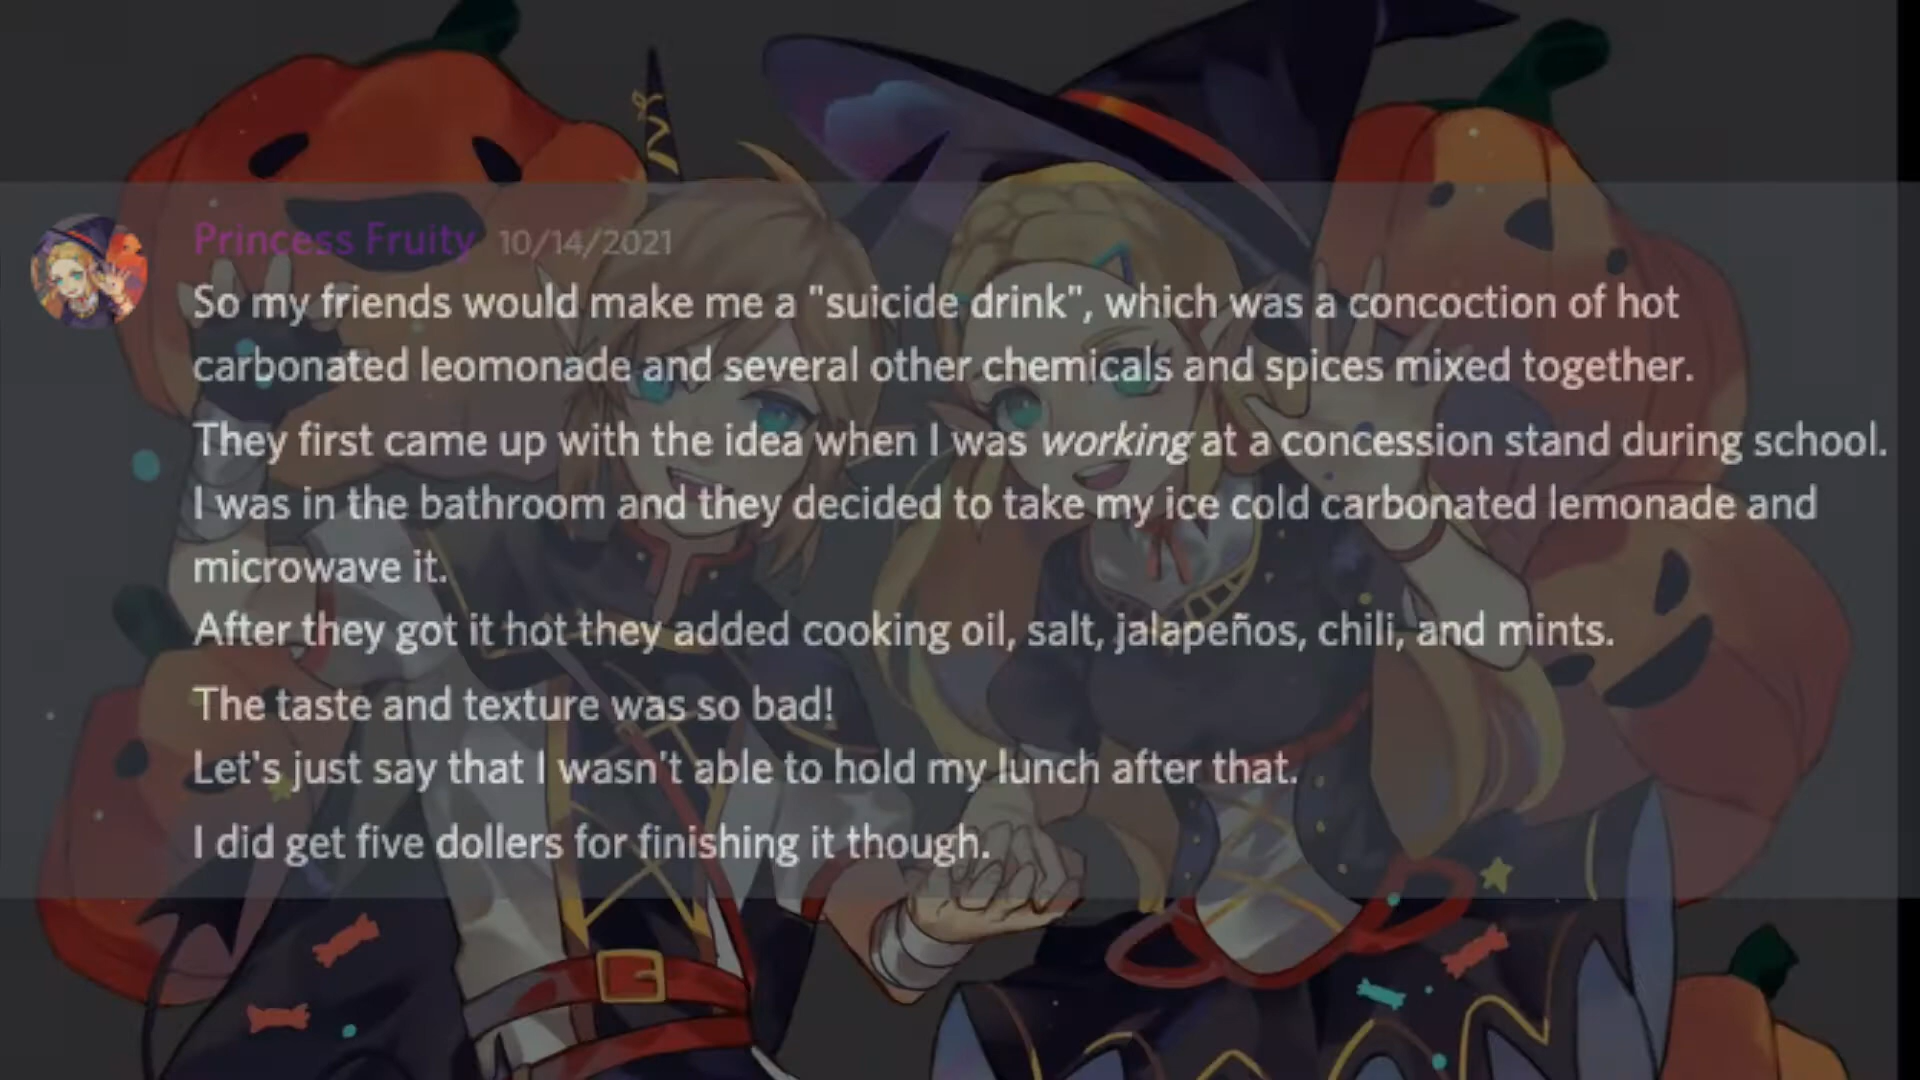 Princess Fruity 10/14/2021
So my friends would make me a "suicide drink", which was a concoction of hot
carbonated leomonade and several other chemicals and spices mixed together.
They first came up with the idea when I was working at a concession stand during school.
I was in the bathroom and they decided to take my ice cold carbonated lemonade and
microwave it.
After they got it hot they added cooking oil, salt, jalapeños, chili, and mints.
The taste and texture was so bad!
Let's just say that I wasn't able to hold my lunch after that.
I did get five dollers for finishing it though.